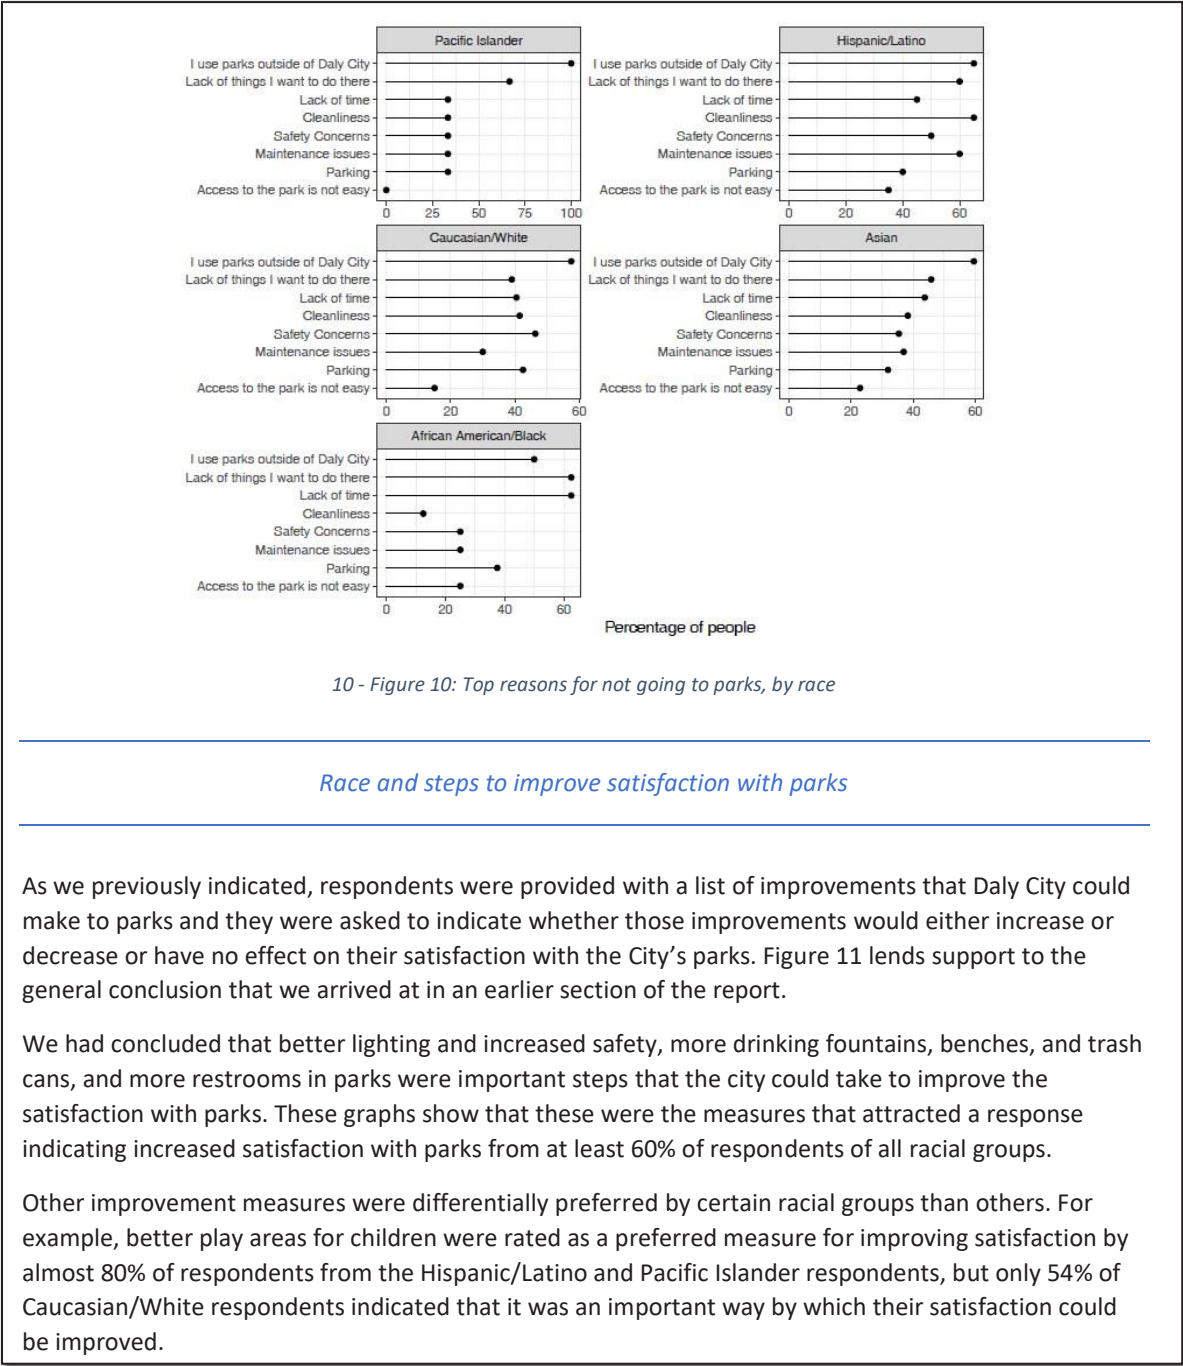 Pacific Islander
I use parks outside of Daly City
Lack of things I want to do there
Lack of time
Cleanliness
Safety Concerns
Maintenance issues
Parking
Access to the park is not easy
0 25 50 75 100
Hispanic/Latino
I use parks outside of Daly City
Lack of things I want to do there
Lack of time
Cleanliness
Safety Concerns
Maintenance issues
Parking
Access to the park is not easy
0 20 40 60
Caucasian/White
I use parks outside of Daly City
Lack of things I want to do there
Lack of time
Cleanliness
Safety Concerns
Maintenance issues
Parking
Access to the park is not easy
0 20 40 60
Asian
I use parks outside of Daly City
Lack of things I want to do there
Lack of time
Cleanliness
Safety Concerns
Maintenance issues
Parking
Access to the park is not easy
0 20 40 60
African American/Black
I use parks outside of Daly City
Lack of things I want to do there
Lack of time
Cleanliness
Safety Concerns
Maintenance issues
Parking
Access to the park is not easy
0 20 40 60
Percentage of people
10 - Figure 10: Top reasons for not going to parks, by race
Race and steps to improve satisfaction with parks
As we previously indicated, respondents were provided with a list of improvements that Daly City could
make to parks and they were asked to indicate whether those improvements would either increase or
decrease or have no effect on their satisfaction with the City’s parks. Figure 11 lends support to the
general conclusion that we arrived at in an earlier section of the report.
We had concluded that better lighting and increased safety, more drinking fountains, benches, and trash
cans, and more restrooms in parks were important steps that the city could take to improve the
satisfaction with parks. These graphs show that these were the measures that attracted a response
indicating increased satisfaction with parks from at least 60% of respondents of all racial groups.
Other improvement measures were differentially preferred by certain racial groups than others. For
example, better play areas for children were rated as a preferred measure for improving satisfaction by
almost 80% of respondents from the Hispanic/Latino and Pacific Islander respondents, but only 54% of
Caucasian/White respondents indicated that it was an important way by which their satisfaction could
be improved.